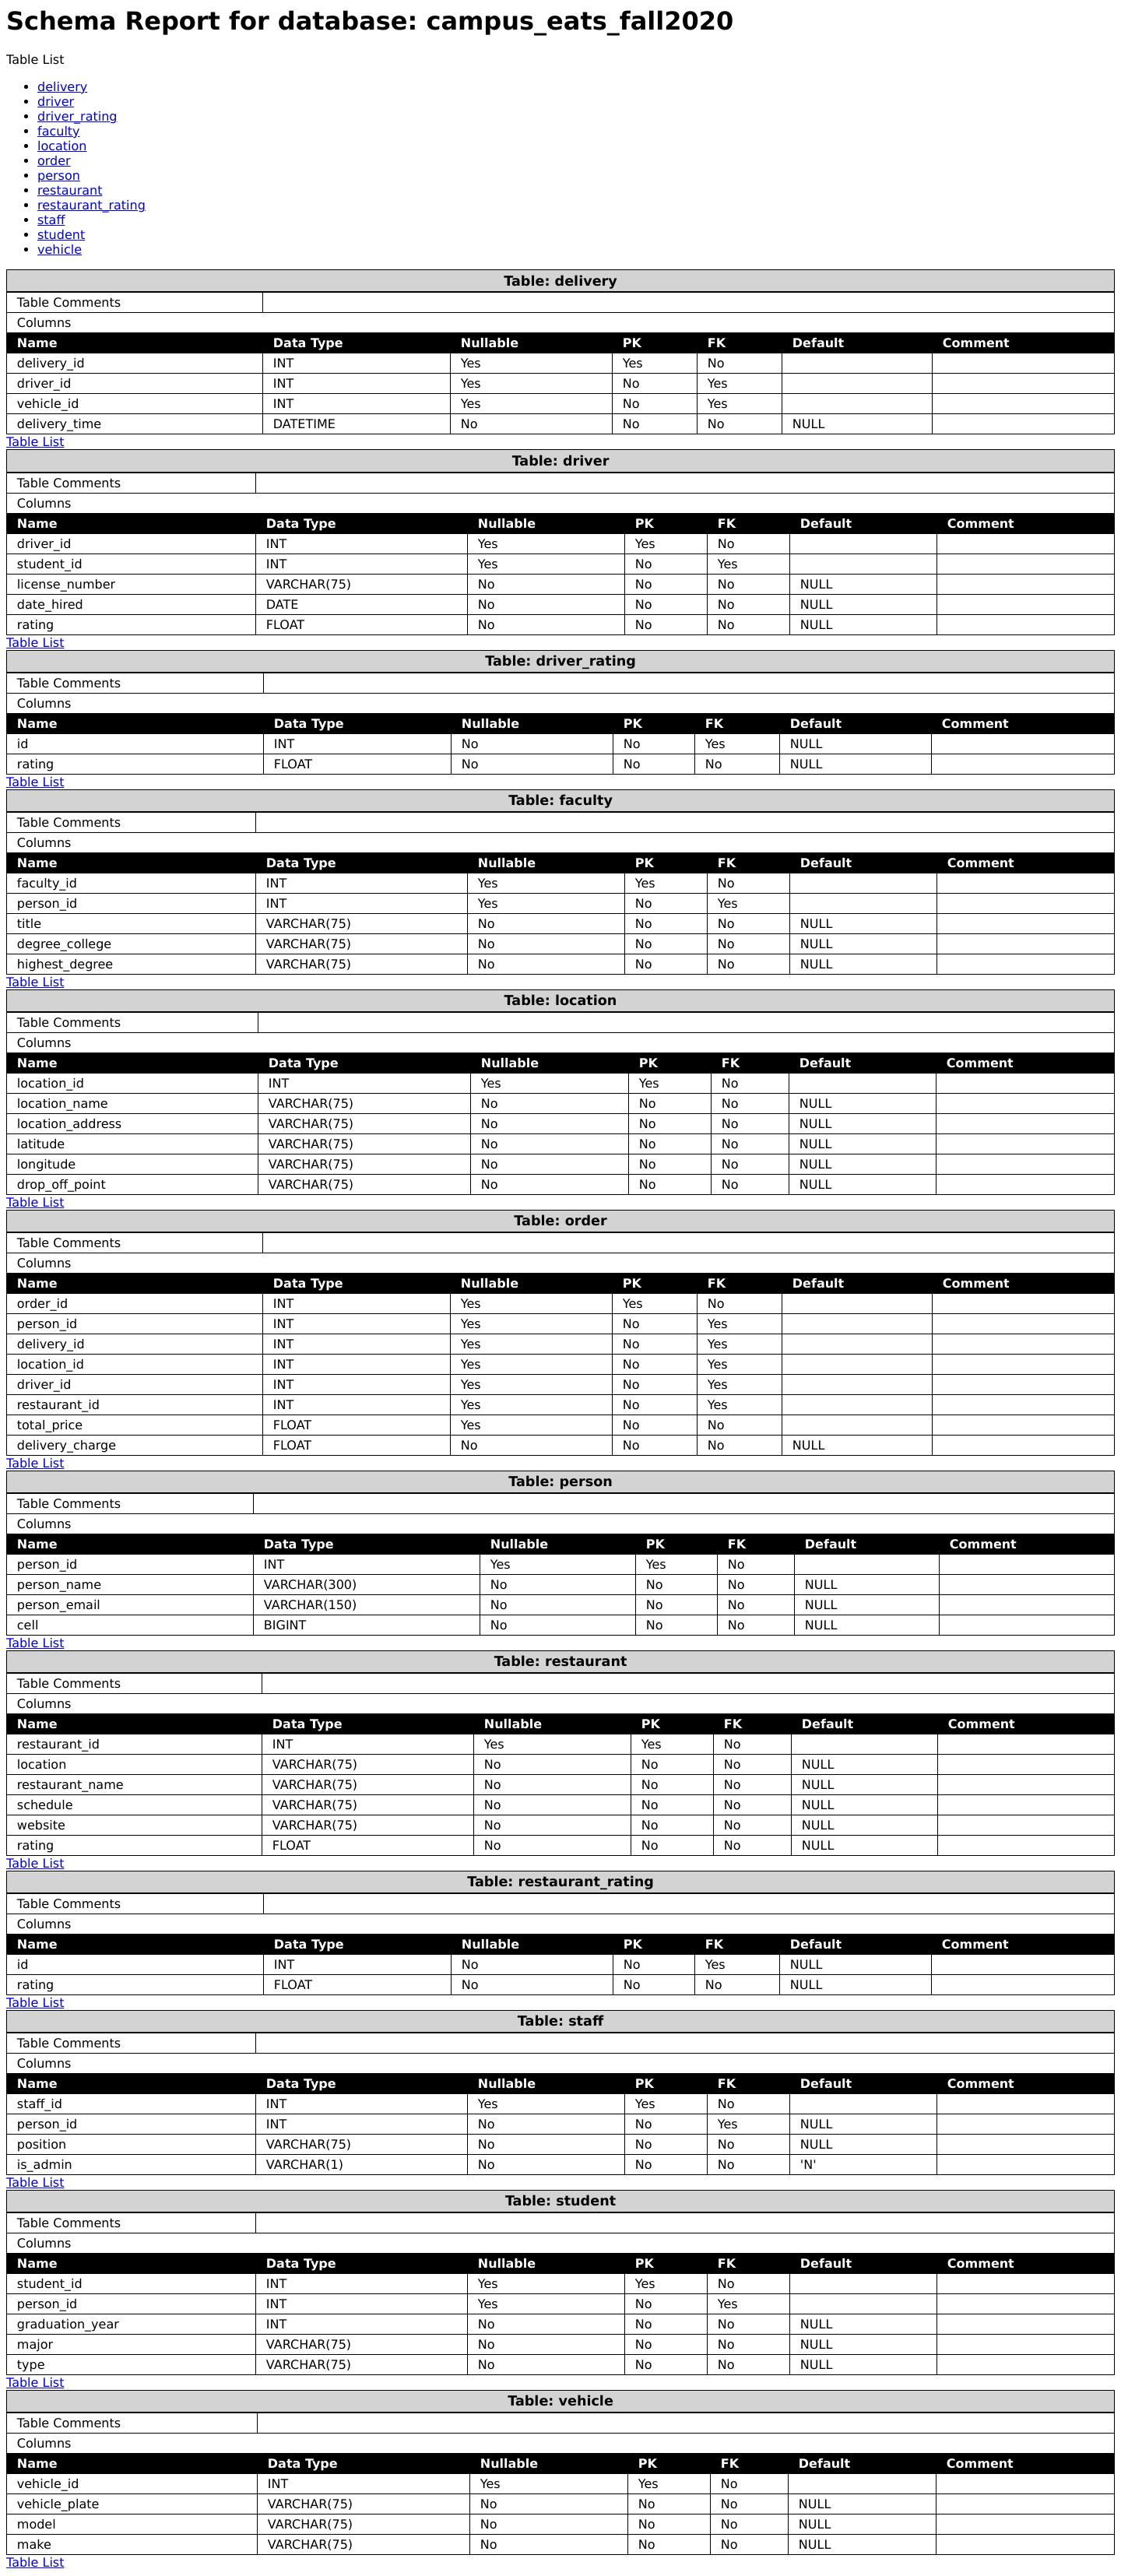 Schema Report for database: campus_eats_fall2020
Table List
• delivery
• driver
• driver_rating
• faculty
• location
• order
• person
• restaurant
• restaurant_rating
• staff
• student
• vehicle
Table: delivery
Table Comments
Columns
Name Data Type Nullable PK FK Default Comment
delivery_id INT Yes Yes No
driver_id INT Yes No Yes
vehicle_id INT Yes No Yes
delivery_time DATETIME No No No NULL
Table List
Table: driver
Table Comments
Columns
Name Data Type Nullable PK FK Default Comment
driver_id INT Yes Yes No
student_id INT Yes No Yes
license_number VARCHAR(75) No No No NULL
date_hired DATE No No No NULL
rating FLOAT No No No NULL
Table List
Table: driver_rating
Table Comments
Columns
Name Data Type Nullable PK FK Default Comment
id INT No No Yes NULL
rating FLOAT No No No NULL
Table List
Table: faculty
Table Comments
Columns
Name Data Type Nullable PK FK Default Comment
faculty_id INT Yes Yes No
person_id INT Yes No Yes
title VARCHAR(75) No No No NULL
degree_college VARCHAR(75) No No No NULL
highest_degree VARCHAR(75) No No No NULL
Table List
Table: location
Table Comments
Columns
Name Data Type Nullable PK FK Default Comment
location_id INT Yes Yes No
location_name VARCHAR(75) No No No NULL
location_address VARCHAR(75) No No No NULL
latitude VARCHAR(75) No No No NULL
longitude VARCHAR(75) No No No NULL
drop_off_point VARCHAR(75) No No No NULL
Table List
Table: order
Table Comments
Columns
Name Data Type Nullable PK FK Default Comment
order_id INT Yes Yes No
person_id INT Yes No Yes
delivery_id INT Yes No Yes
location_id INT Yes No Yes
driver_id INT Yes No Yes
restaurant_id INT Yes No Yes
total_price FLOAT Yes No No
delivery_charge FLOAT No No No NULL
Table List
Table: person
Table Comments
Columns
Name Data Type Nullable PK FK Default Comment
person_id INT Yes Yes No
person_name VARCHAR(300) No No No NULL
person_email VARCHAR(150) No No No NULL
cell BIGINT No No No NULL
Table List
Table: restaurant
Table Comments
Columns
Name Data Type Nullable PK FK Default Comment
restaurant_id INT Yes Yes No
location VARCHAR(75) No No No NULL
restaurant_name VARCHAR(75) No No No NULL
schedule VARCHAR(75) No No No NULL
website VARCHAR(75) No No No NULL
rating FLOAT No No No NULL
Table List
Table: restaurant_rating
Table Comments
Columns
Name Data Type Nullable PK FK Default Comment
id INT No No Yes NULL
rating FLOAT No No No NULL
Table List
Table: staff
Table Comments
Columns
Name Data Type Nullable PK FK Default Comment
staff_id INT Yes Yes No
person_id INT No No Yes NULL
position VARCHAR(75) No No No NULL
is_admin VARCHAR(1) No No No 'N'
Table List
Table: student
Table Comments
Columns
Name Data Type Nullable PK FK Default Comment
student_id INT Yes Yes No
person_id INT Yes No Yes
graduation_year INT No No No NULL
major VARCHAR(75) No No No NULL
type VARCHAR(75) No No No NULL
Table List
Table: vehicle
Table Comments
Columns
Name Data Type Nullable PK FK Default Comment
vehicle_id INT Yes Yes No
vehicle_plate VARCHAR(75) No No No NULL
model VARCHAR(75) No No No NULL
make VARCHAR(75) No No No NULL
Table List